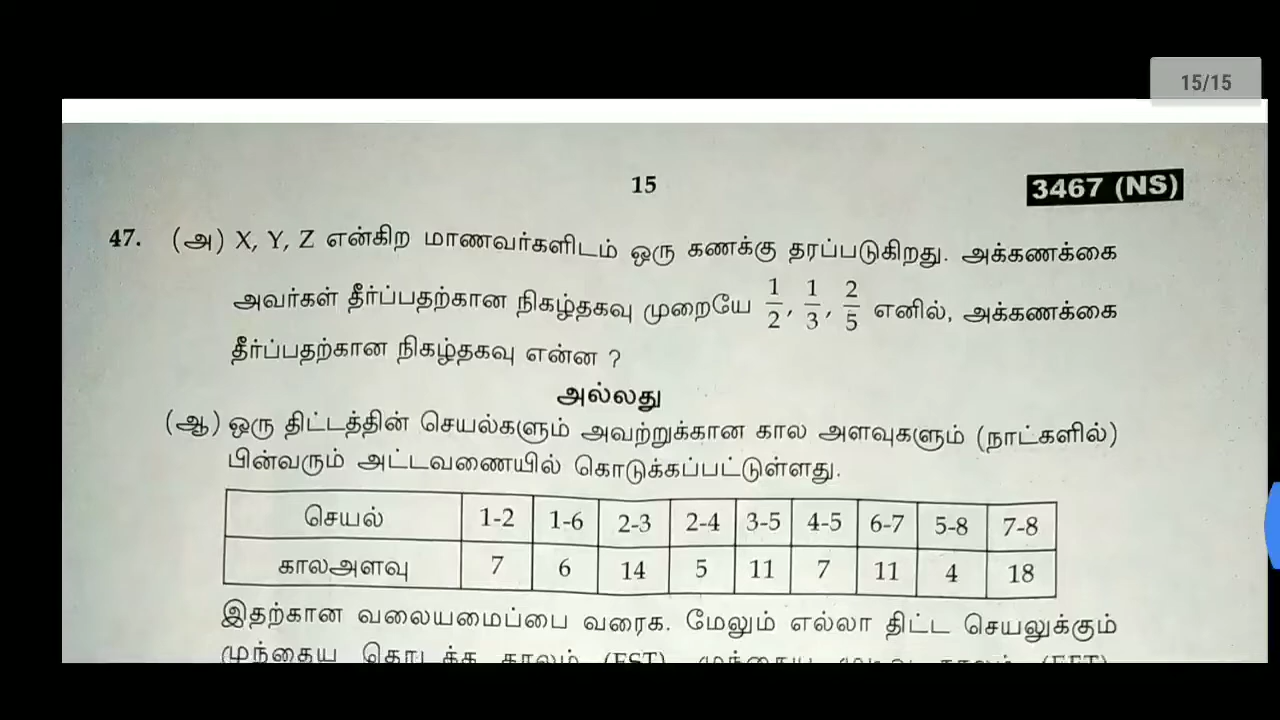 15/15
15
3467 (NS)
47. (அ) X, Y, Z என்கிற மாணவர்களிடம் ஒரு கணக்கு தரப்படுகிறது. அக்கணக்கை
அவர்கள் தீர்ப்பதற்கான நிகழ்தகவு முறையே 1/2, 1/3, 2/5 எனில், அக்கணக்கை
தீர்ப்பதற்கான நிகழ்தகவு என்ன ?
அல்லது
(ஆ) ஒரு திட்டத்தின் செயல்களும் அவற்றுக்கான கால அளவுகளும் (நாட்களில்)
பின்வரும் அட்டவணையில் கொடுக்கப்பட்டுள்ளது.
செயல் 1-2 1-6 2-3 2-4 3-5 4-5 6-7 5-8 7-8
காலஅளவு 7 6 14 5 11 7 11 4 18
இதற்கான வலையமைப்பை வரைக. மேலும் எல்லா திட்ட செயலுக்கும்